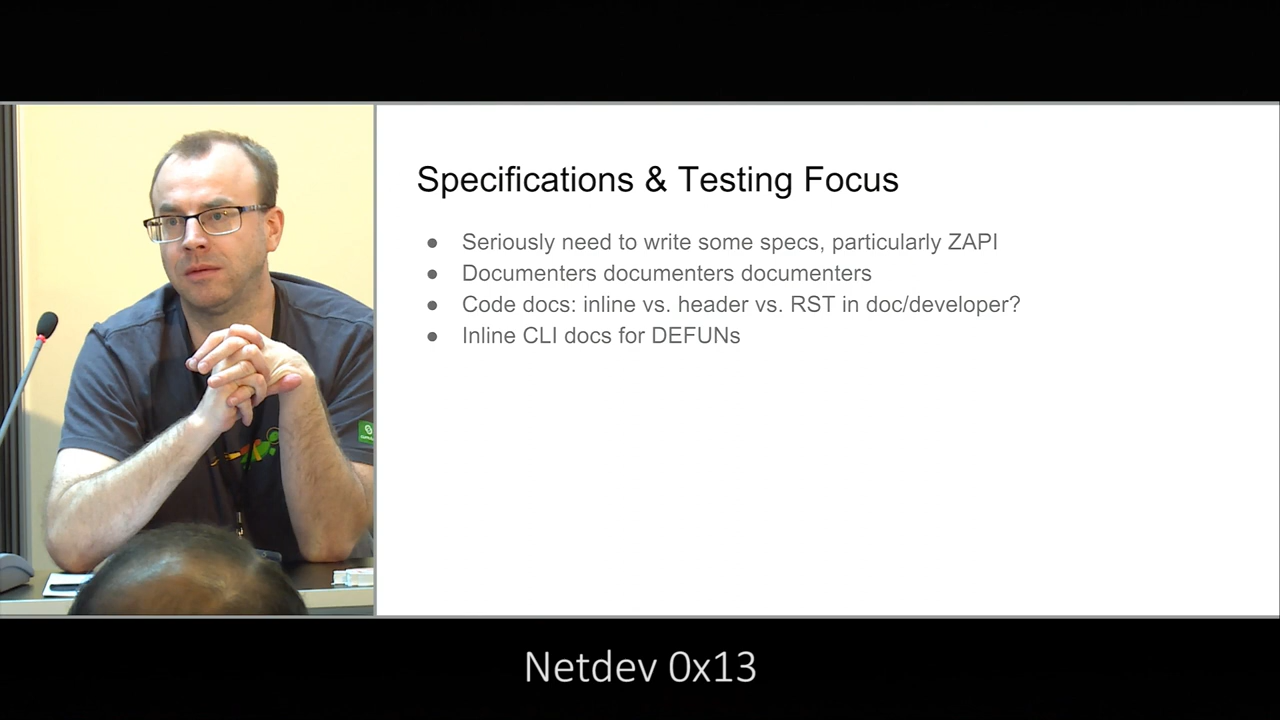 Specifications & Testing Focus
● Seriously need to write some specs, particularly ZAPI
● Documenters documenters documenters
● Code docs: inline vs. header vs. RST in doc/developer?
● Inline CLI docs for DEFUNs
Netdev 0x13